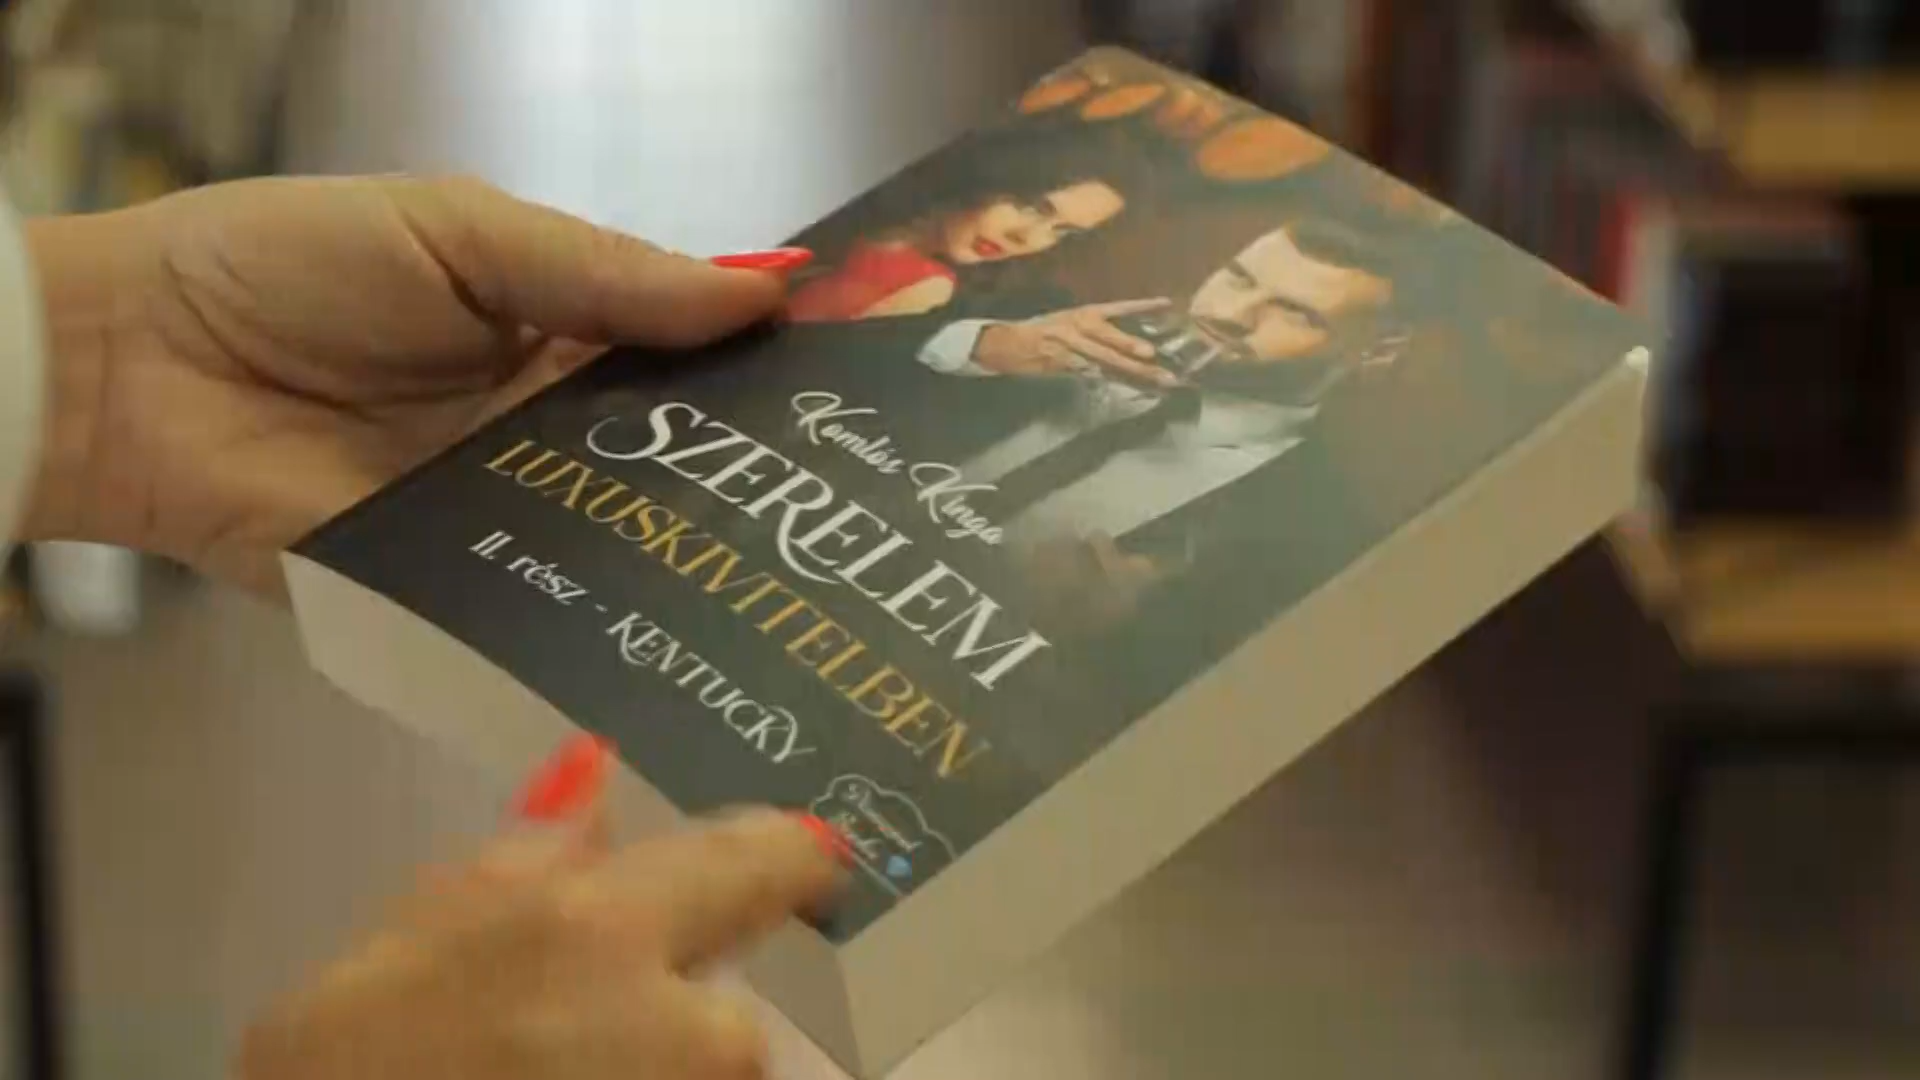 Komlós Kinga
SZERELEM
LUXUSKIVITELBEN
II. rész - KENTUCKY